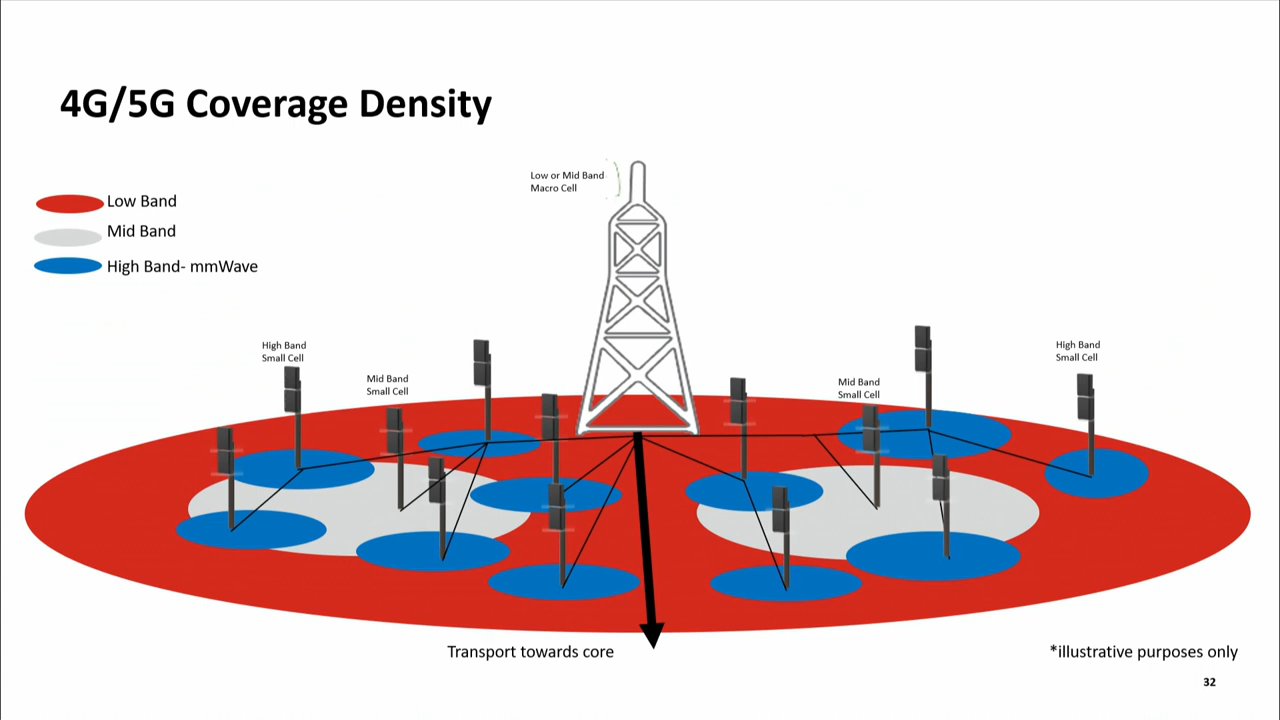 4G/5G Coverage Density
Low or Mid Band
Macro Cell
Low Band
Mid Band
High Band- mmWave
High Band
Small Cell
Mid Band
Small Cell
Mid Band
Small Cell
High Band
Small Cell
Transport towards core
*illustrative purposes only
32